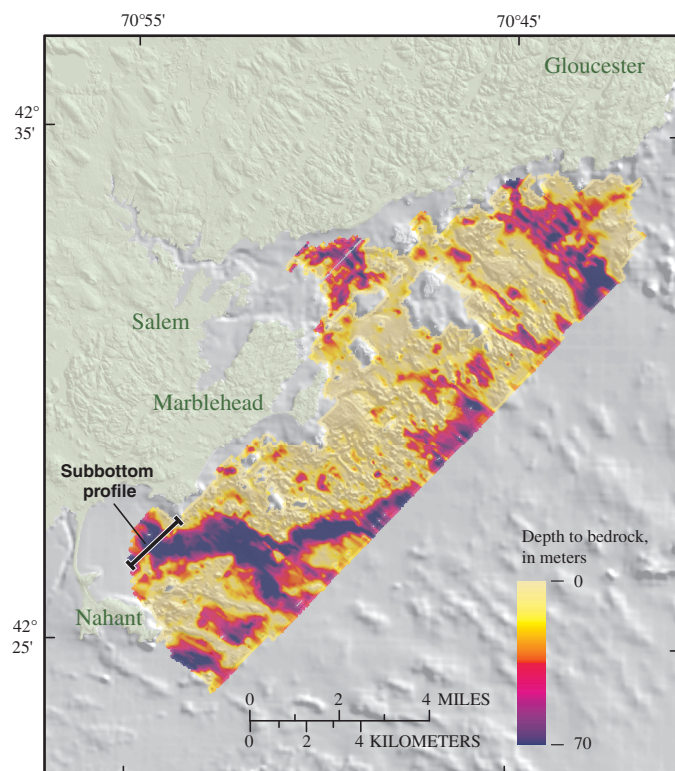 70°55'
70°45'
Gloucester
42°
35'
Salem
Marblehead
Subbottom
profile
Depth to bedrock,
in meters
0
Nahant
42°
25'
0 2 4 MILES
0 2 4 KILOMETERS
70